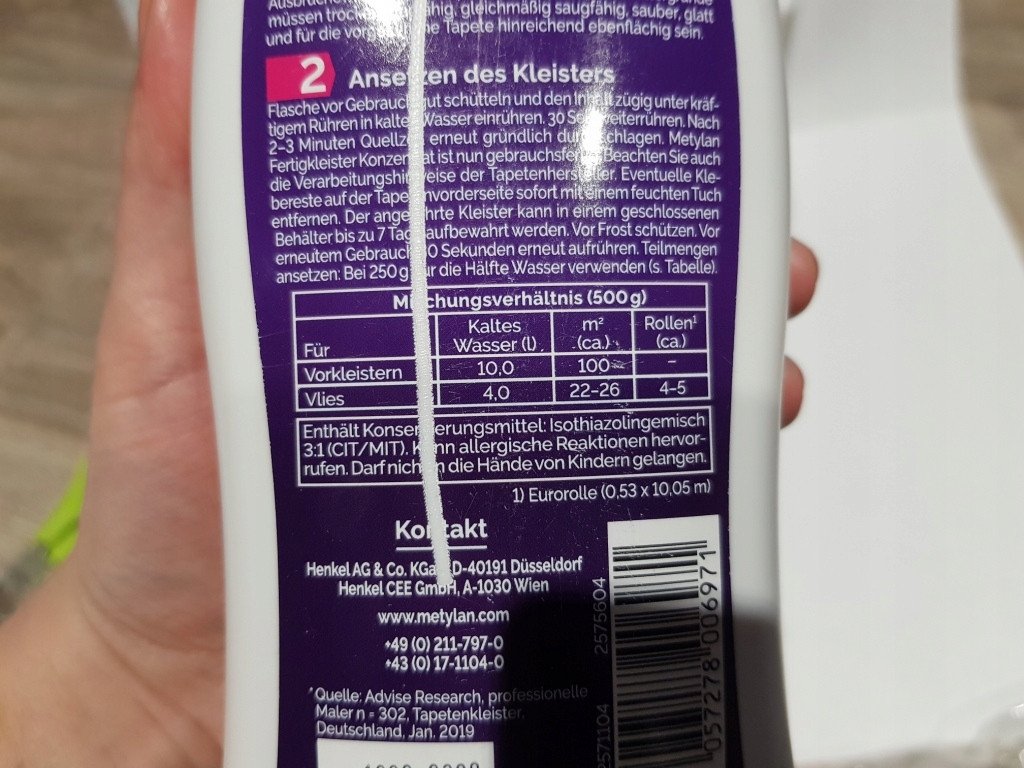 müssen ähig, gleichmäßig saugfähig, sauber, glatt
und für die Tapete hinreichend ebenflächig sein.
2 Ansetzen des Kleisters
Flasche vor Gebrauch gut schütteln und den Inhalt zügig unter kräf-
tigem Rühren in kaltes Wasser einrühren. 30 Sek. weiterrühren. Nach
2-3 Minuten Quellzeit erneut gründlich durchschlagen. Metylan
Fertigkleister Konzentrat ist nun gebrauchsfertig. Beachten Sie auch
die Verarbeitungshinweise der Tapetenhersteller. Eventuelle Kle-
bereste auf der Tapetenvorderseite sofort mit einem feuchten Tuch
entfernen. Der angerührte Kleister kann in einem geschlossenen
Behälter bis zu 7 Tage aufbewahrt werden. Vor Frost schützen. Vor
erneutem Gebrauch 0 Sekunden erneut aufrühren. Teilmengen
ansetzen: Bei 250 g nur die Hälfte Wasser verwenden (s. Tabelle).
Mischungsverhältnis (500 g)
Für Kaltes Wasser (l) m² (ca.) Rollen¹ (ca.)
Vorkleistern 10,0 100 -
Vlies 4,0 22-26 4-5
Enthält Konservierungsmittel: Isothiazolingemisch
3:1 (CIT/MIT). Kann allergische Reaktionen hervor-
rufen. Darf nicht in die Hände von Kindern gelangen.
1) Eurorolle (0,53 x 10,05 m)
Kontakt
Henkel AG & Co. KGaA, D-40191 Düsseldorf
Henkel CEE GmbH, A-1030 Wien
www.metylan.com
+49 (0) 211-797-0
+43 (0) 17-1104-0
*Quelle: Advise Research, professionelle
Maler n = 302, Tapetenkleister,
Deutschland, Jan. 2019
2575604
2571104
057278 006971